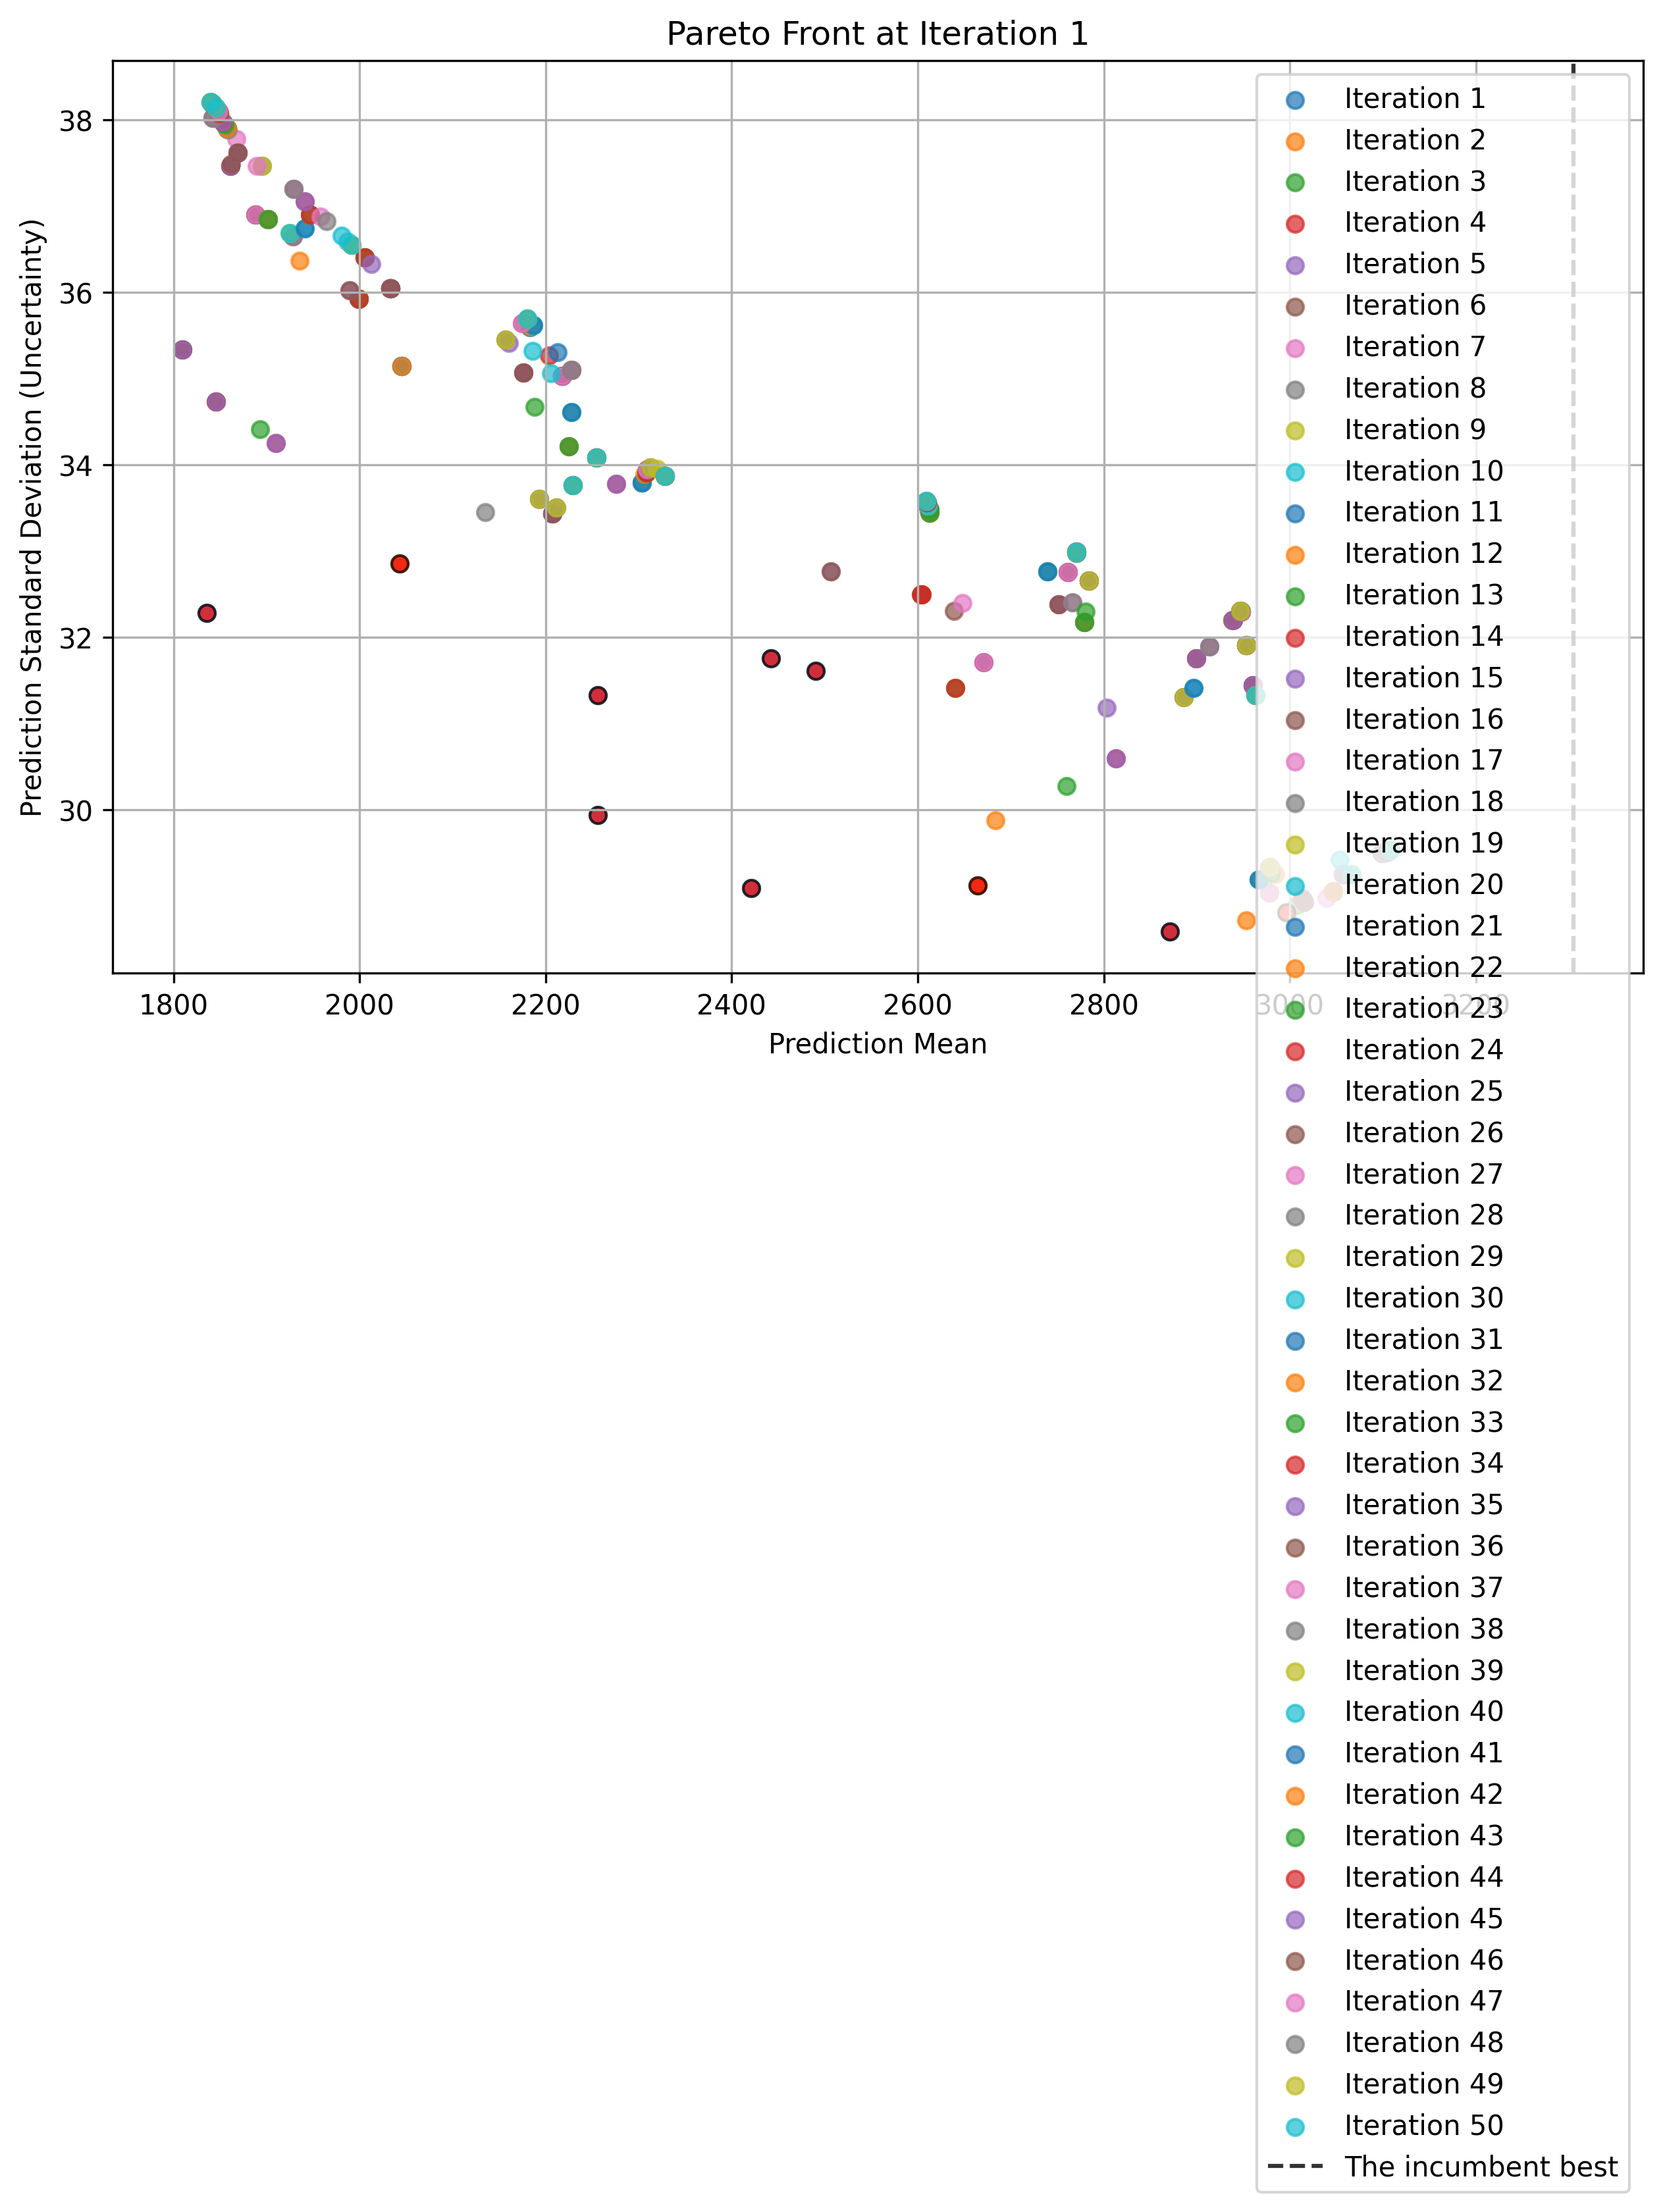 Pareto Front at Iteration 1
Prediction Standard Deviation (Uncertainty)
38
36
34
32
30
1800
2000
2200
2400
2600
2800
3000
3200
Prediction Mean
Iteration 1
Iteration 2
Iteration 3
Iteration 4
Iteration 5
Iteration 6
Iteration 7
Iteration 8
Iteration 9
Iteration 10
Iteration 11
Iteration 12
Iteration 13
Iteration 14
Iteration 15
Iteration 16
Iteration 17
Iteration 18
Iteration 19
Iteration 20
Iteration 21
Iteration 22
Iteration 23
Iteration 24
Iteration 25
Iteration 26
Iteration 27
Iteration 28
Iteration 29
Iteration 30
Iteration 31
Iteration 32
Iteration 33
Iteration 34
Iteration 35
Iteration 36
Iteration 37
Iteration 38
Iteration 39
Iteration 40
Iteration 41
Iteration 42
Iteration 43
Iteration 44
Iteration 45
Iteration 46
Iteration 47
Iteration 48
Iteration 49
Iteration 50
The incumbent best